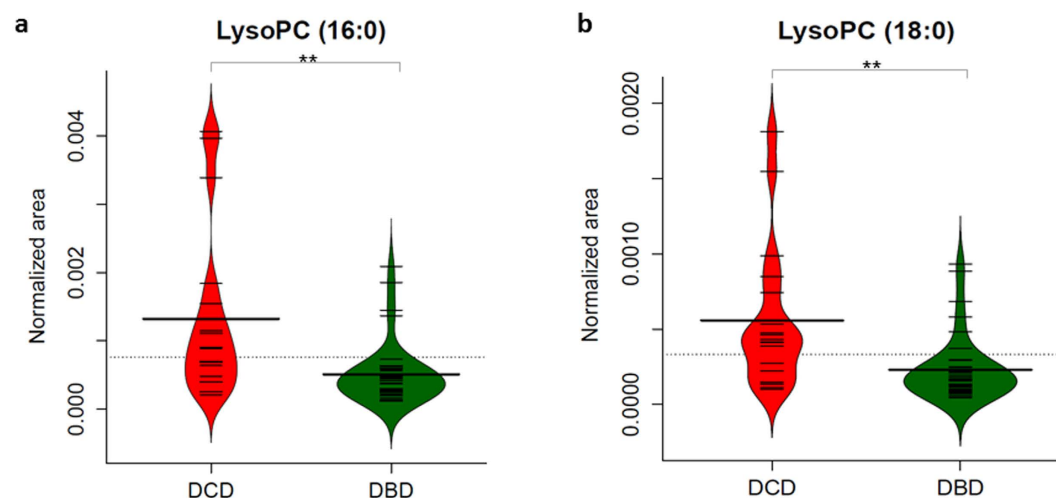 a
LysoPC (16:0)
**
Normalized area
0.004
0.002
0.000
DCD
DBD
b
LysoPC (18:0)
**
Normalized area
0.0020
0.0010
0.0000
DCD
DBD